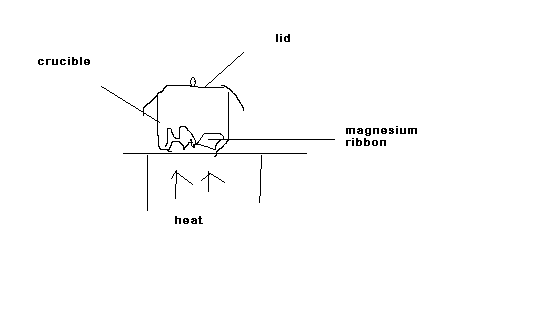 lid
crucible
magnesium
ribbon
heat